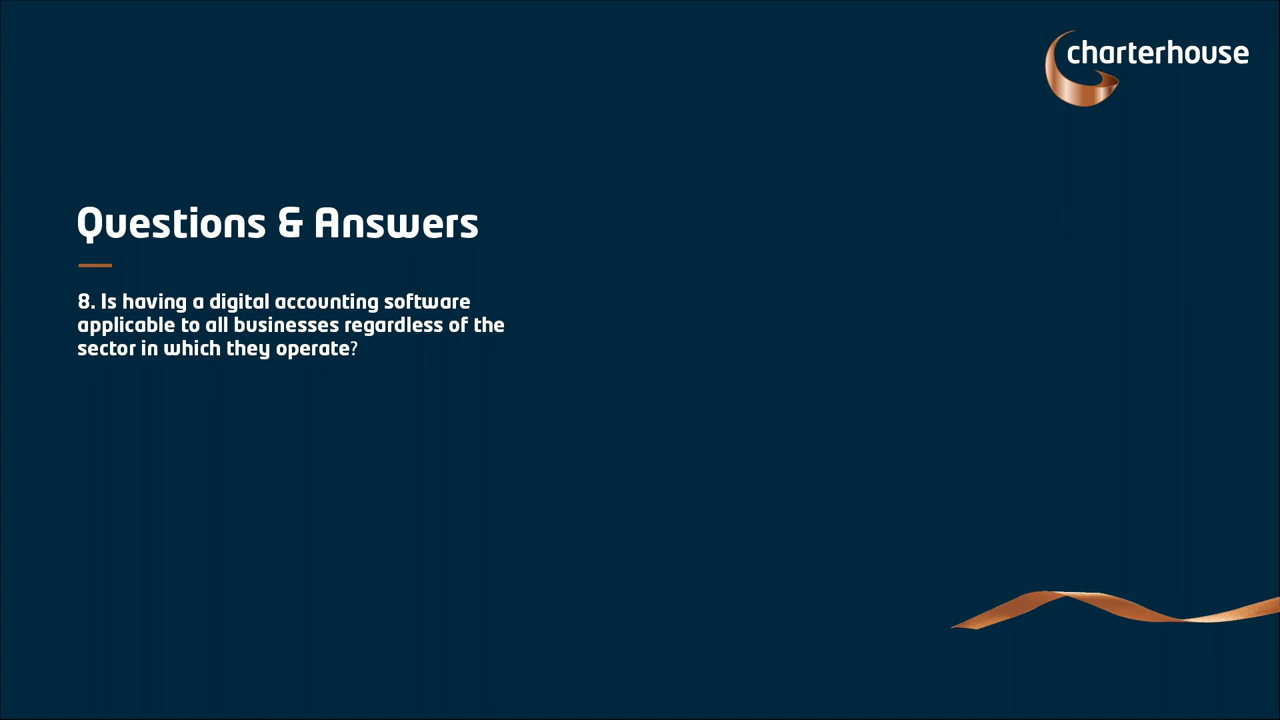 charterhouse
Questions & Answers
8. Is having a digital accounting software
applicable to all businesses regardless of the
sector in which they operate?